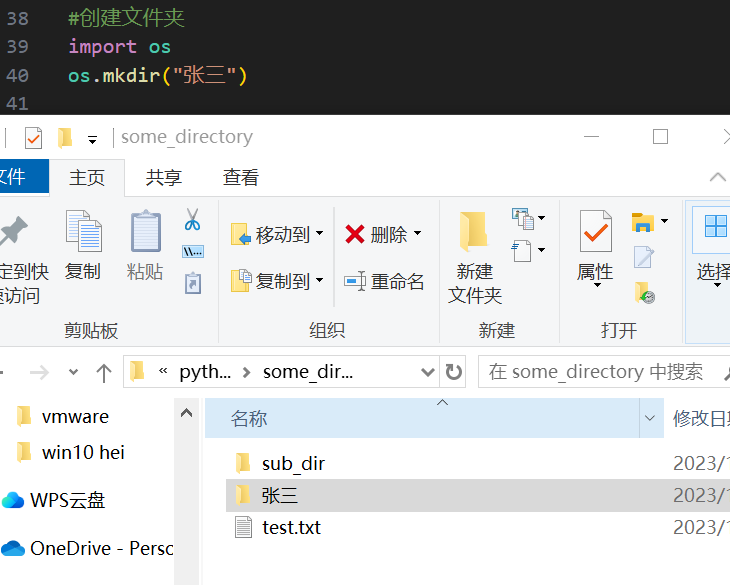 38 #创建文件夹
39 import os
40 os.mkdir("张三")
41
some_directory
文件 主页 共享 查看
移动到 删除
复制 粘贴 新建 属性 选择
定到快
复制到 重命名
速访问 文件夹
剪贴板 组织 新建 打开
« pyth... > some_dir... 在 some_directory 中搜索
vmware 名称 修改日期
win10 hei sub_dir 2023/1
WPS云盘 张三 2023/1
OneDrive - Perso test.txt 2023/1